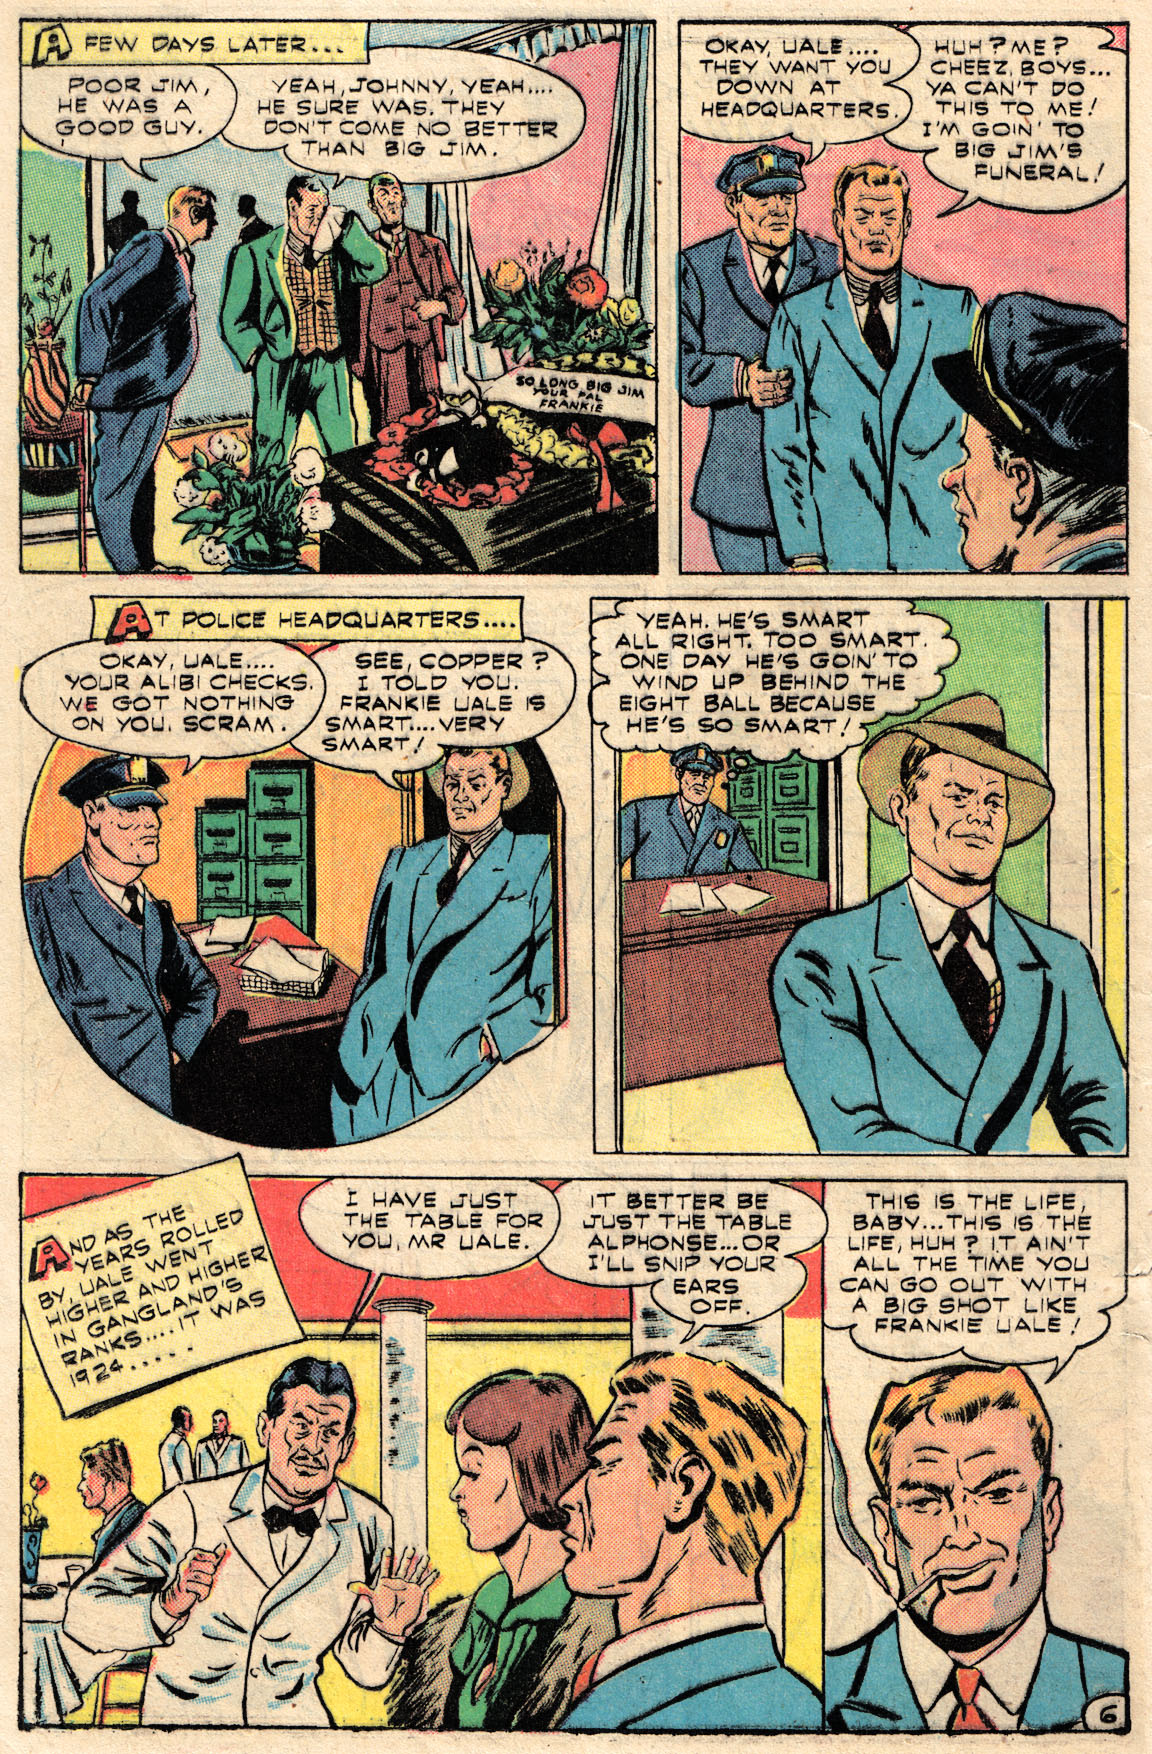 A FEW DAYS LATER...
POOR JIM,
HE WAS A
GOOD GUY.
YEAH, JOHNNY, YEAH....
HE SURE WAS. THEY
DON'T COME NO BETTER
THAN BIG JIM.
SO LONG BIG JIM
YOUR PAL
FRANKIE
OKAY, UALE....
THEY WANT YOU
DOWN AT
HEADQUARTERS.
HUH? ME?
CHEEZ, BOYS...
YA CAN'T DO
THIS TO ME!
I'M GOIN' TO
BIG JIM'S
FUNERAL!
AT POLICE HEADQUARTERS....
OKAY, UALE....
YOUR ALIBI CHECKS.
WE GOT NOTHING
ON YOU. SCRAM.
SEE, COPPER?
I TOLD YOU.
FRANKIE UALE IS
SMART....VERY
SMART!
YEAH. HE'S SMART
ALL RIGHT. TOO SMART.
ONE DAY HE'S GOIN' TO
WIND UP BEHIND THE
EIGHT BALL BECAUSE
HE'S SO SMART!
AND AS THE
YEARS ROLLED
BY, UALE WENT
HIGHER AND HIGHER
IN GANGLAND'S
RANKS.... IT WAS
1924.....
I HAVE JUST
THE TABLE FOR
YOU, MR UALE.
IT BETTER BE
JUST THE TABLE
ALPHONSE...OR
I'LL SNIP YOUR
EARS
OFF.
THIS IS THE LIFE,
BABY...THIS IS THE
LIFE, HUH? IT AIN'T
ALL THE TIME YOU
CAN GO OUT WITH
A BIG SHOT LIKE
FRANKIE UALE!
6